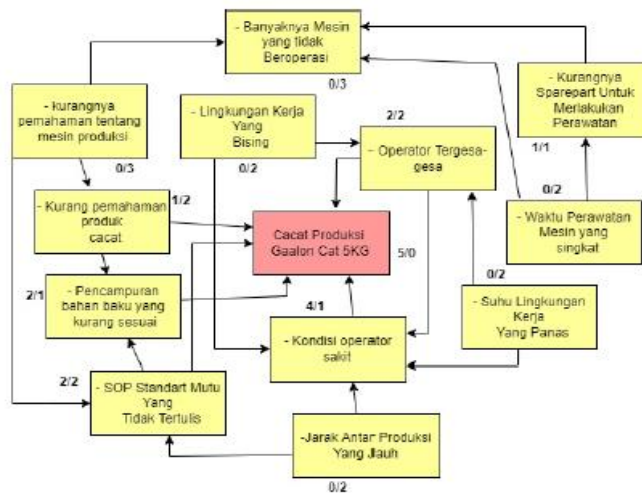 - Banyaknya Mesin
yang tidak
Beroperasi
0/3
- kurangnya
pemahaman tentang
mesin produksi
0/3
- Lingkungan Kerja
Yang
Bising
0/2
2/2
- Operator Tergesa-
gesa
- Kurangnya
Sparepart Untuk
Merlakukan
Perawatan
1/1
0/2
- Waktu Perawatan
Mesin yang
singkat
- Kurang pemahaman
produk
cacat
1/2
Cacat Produksi
Gaalon Cat 5KG
5/0
2/1
- Pencampuran
bahan baku yang
kurang sesuai
4/1
- Kondisi operator
sakit
0/2
- Suhu Lingkungan
Kerja
Yang Panas
2/2
- SOP Standart Mutu
Yang
Tidak Tertulis
-Jarak Antar Produksi
Yang Jlauh
0/2